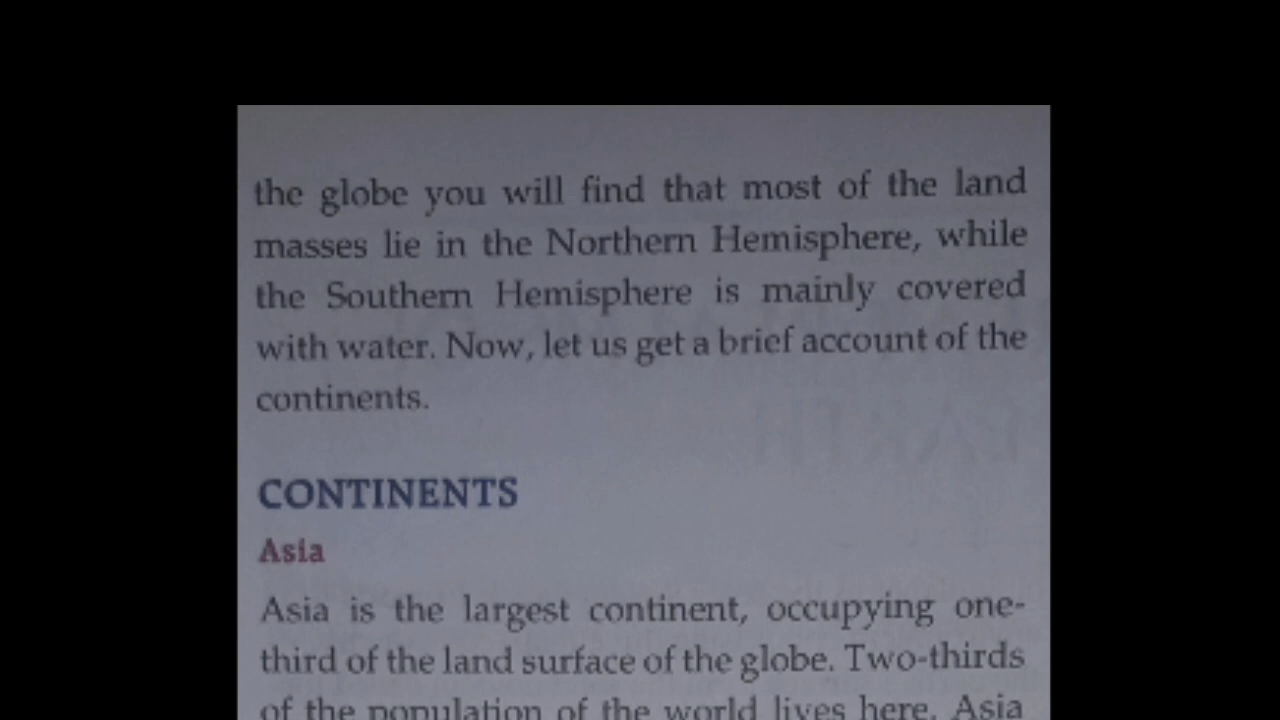 the globe you will find that most of the land
masses lie in the Northern Hemisphere, while
the Southern Hemisphere is mainly covered
with water. Now, let us get a brief account of the
continents.
CONTINENTS
Asia
Asia is the largest continent, occupying one-
third of the land surface of the globe. Two-thirds
of the population of the world lives here. Asia